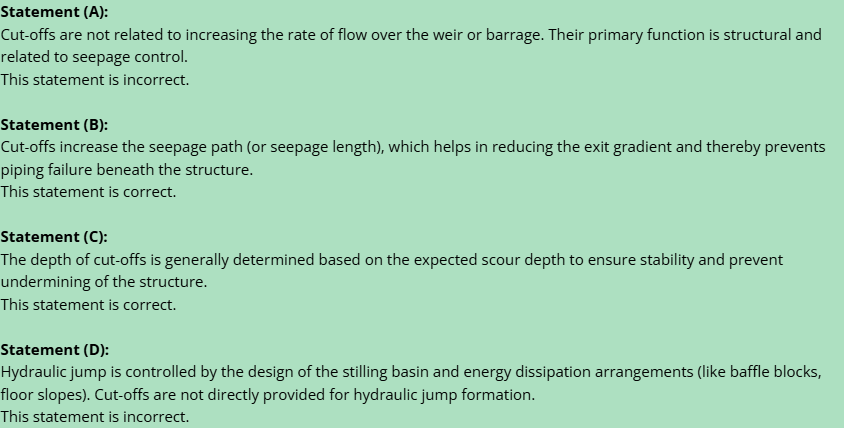 Statement (A):
Cut-offs are not related to increasing the rate of flow over the weir or barrage. Their primary function is structural and
related to seepage control.
This statement is incorrect.
Statement (B):
Cut-offs increase the seepage path (or seepage length), which helps in reducing the exit gradient and thereby prevents
piping failure beneath the structure.
This statement is correct.
Statement (C):
The depth of cut-offs is generally determined based on the expected scour depth to ensure stability and prevent
undermining of the structure.
This statement is correct.
Statement (D):
Hydraulic jump is controlled by the design of the stilling basin and energy dissipation arrangements (like baffle blocks,
floor slopes). Cut-offs are not directly provided for hydraulic jump formation.
This statement is incorrect.